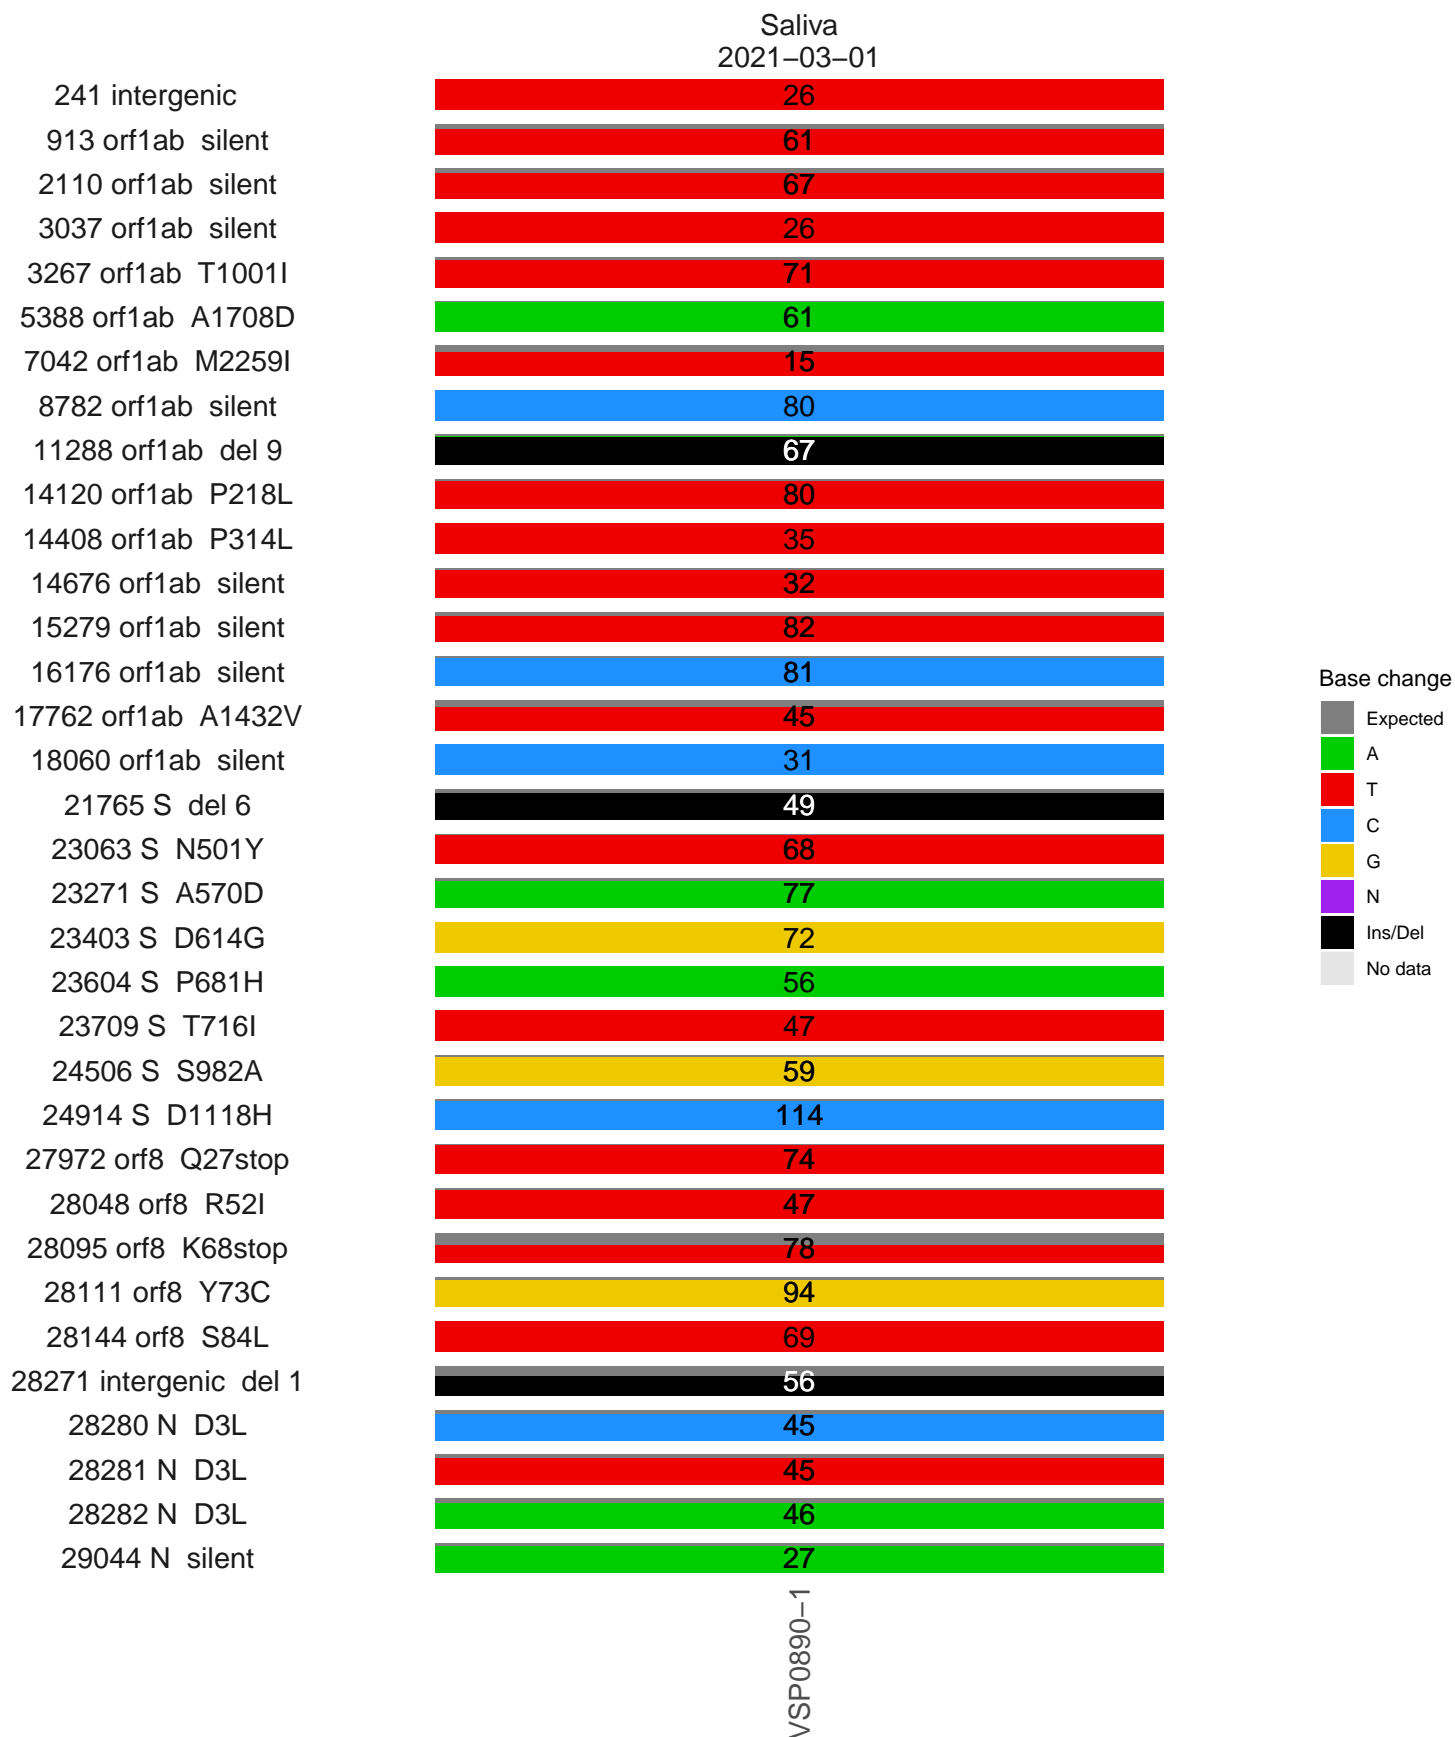 Saliva
2021−03−01
241 intergenic 26
913 orf1ab silent 61
2110 orf1ab silent 67
3037 orf1ab silent 26
3267 orf1ab T1001I 71
5388 orf1ab A1708D 61
7042 orf1ab M2259I 15
8782 orf1ab silent 80
11288 orf1ab del 9 67
14120 orf1ab P218L 80
14408 orf1ab P314L 35
14676 orf1ab silent 32
15279 orf1ab silent 82
16176 orf1ab silent 81
17762 orf1ab A1432V 45
18060 orf1ab silent 31
21765 S del 6 49
23063 S N501Y 68
23271 S A570D 77
23403 S D614G 72
23604 S P681H 56
23709 S T716I 47
24506 S S982A 59
24914 S D1118H 114
27972 orf8 Q27stop 74
28048 orf8 R52I 47
28095 orf8 K68stop 78
28111 orf8 Y73C 94
28144 orf8 S84L 69
28271 intergenic del 1 56
28280 N D3L 45
28281 N D3L 45
28282 N D3L 46
29044 N silent 27
VSP0890−1
Base change
Expected
A
T
C
G
N
Ins/Del
No data